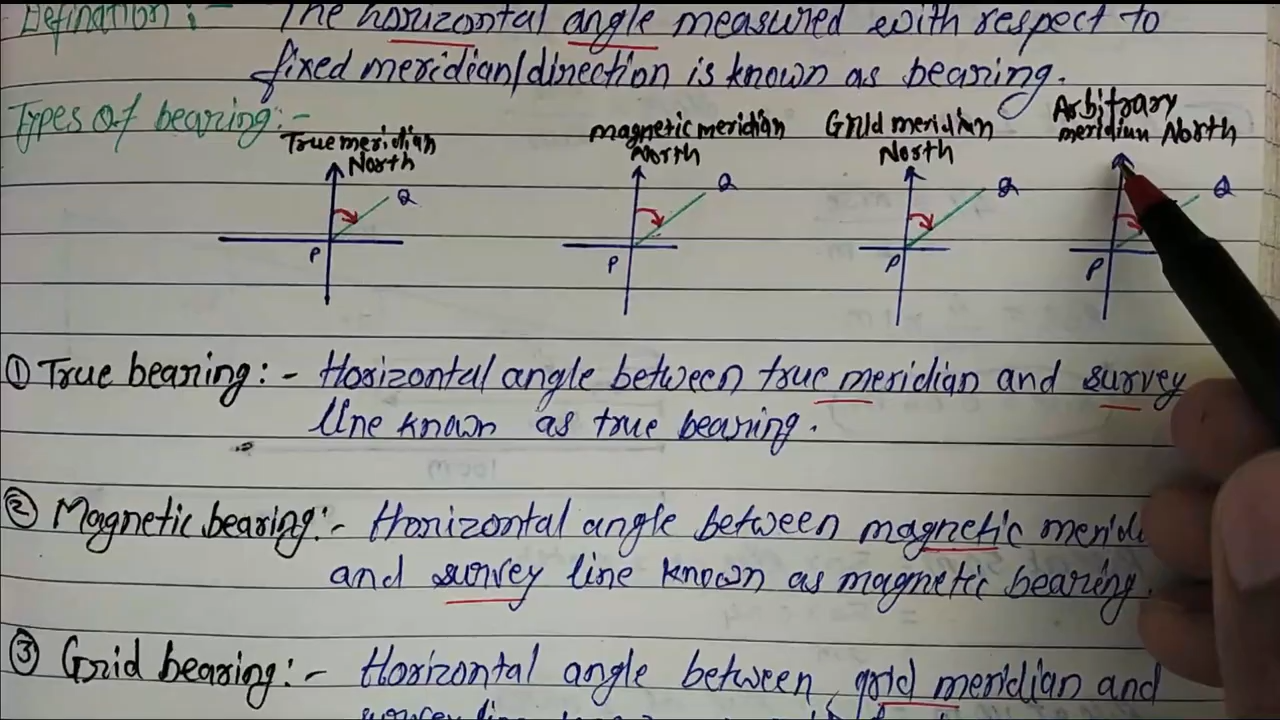 Defination:- The horizontal angle measured with respect to
fixed meridian/direction is known as bearing.
Types of bearing:-
True meridian
North
magnetic meridian
North
Grid meridian
North
Arbitrary
meridian North
Q
P
Q
P
Q
P
Q
P
① True bearing:- Horizontal angle between true meridian and survey
line known as true bearing.
② Magnetic bearing:- Horizontal angle between magnetic
and survey line known as magnetic bearing.
③ Grid bearing:- Horizontal angle between grid meridian and